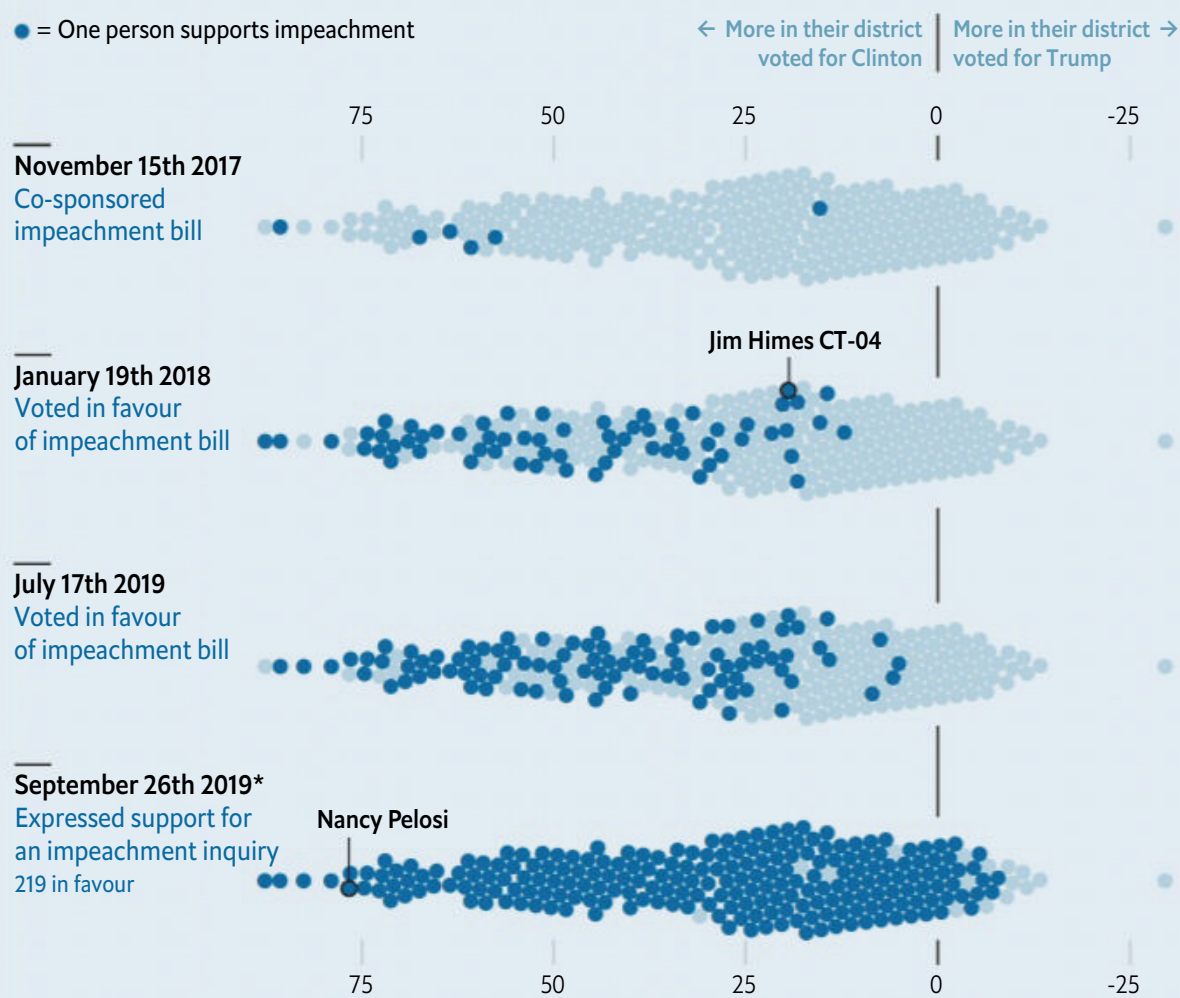 = One person supports impeachment
← More in their district
voted for Clinton
More in their district →
voted for Trump
75 50 25 0 -25
November 15th 2017
Co-sponsored
impeachment bill
Jim Himes CT-04
January 19th 2018
Voted in favour
of impeachment bill
July 17th 2019
Voted in favour
of impeachment bill
September 26th 2019*
Expressed support for
an impeachment inquiry
219 in favour
Nancy Pelosi
75 50 25 0 -25